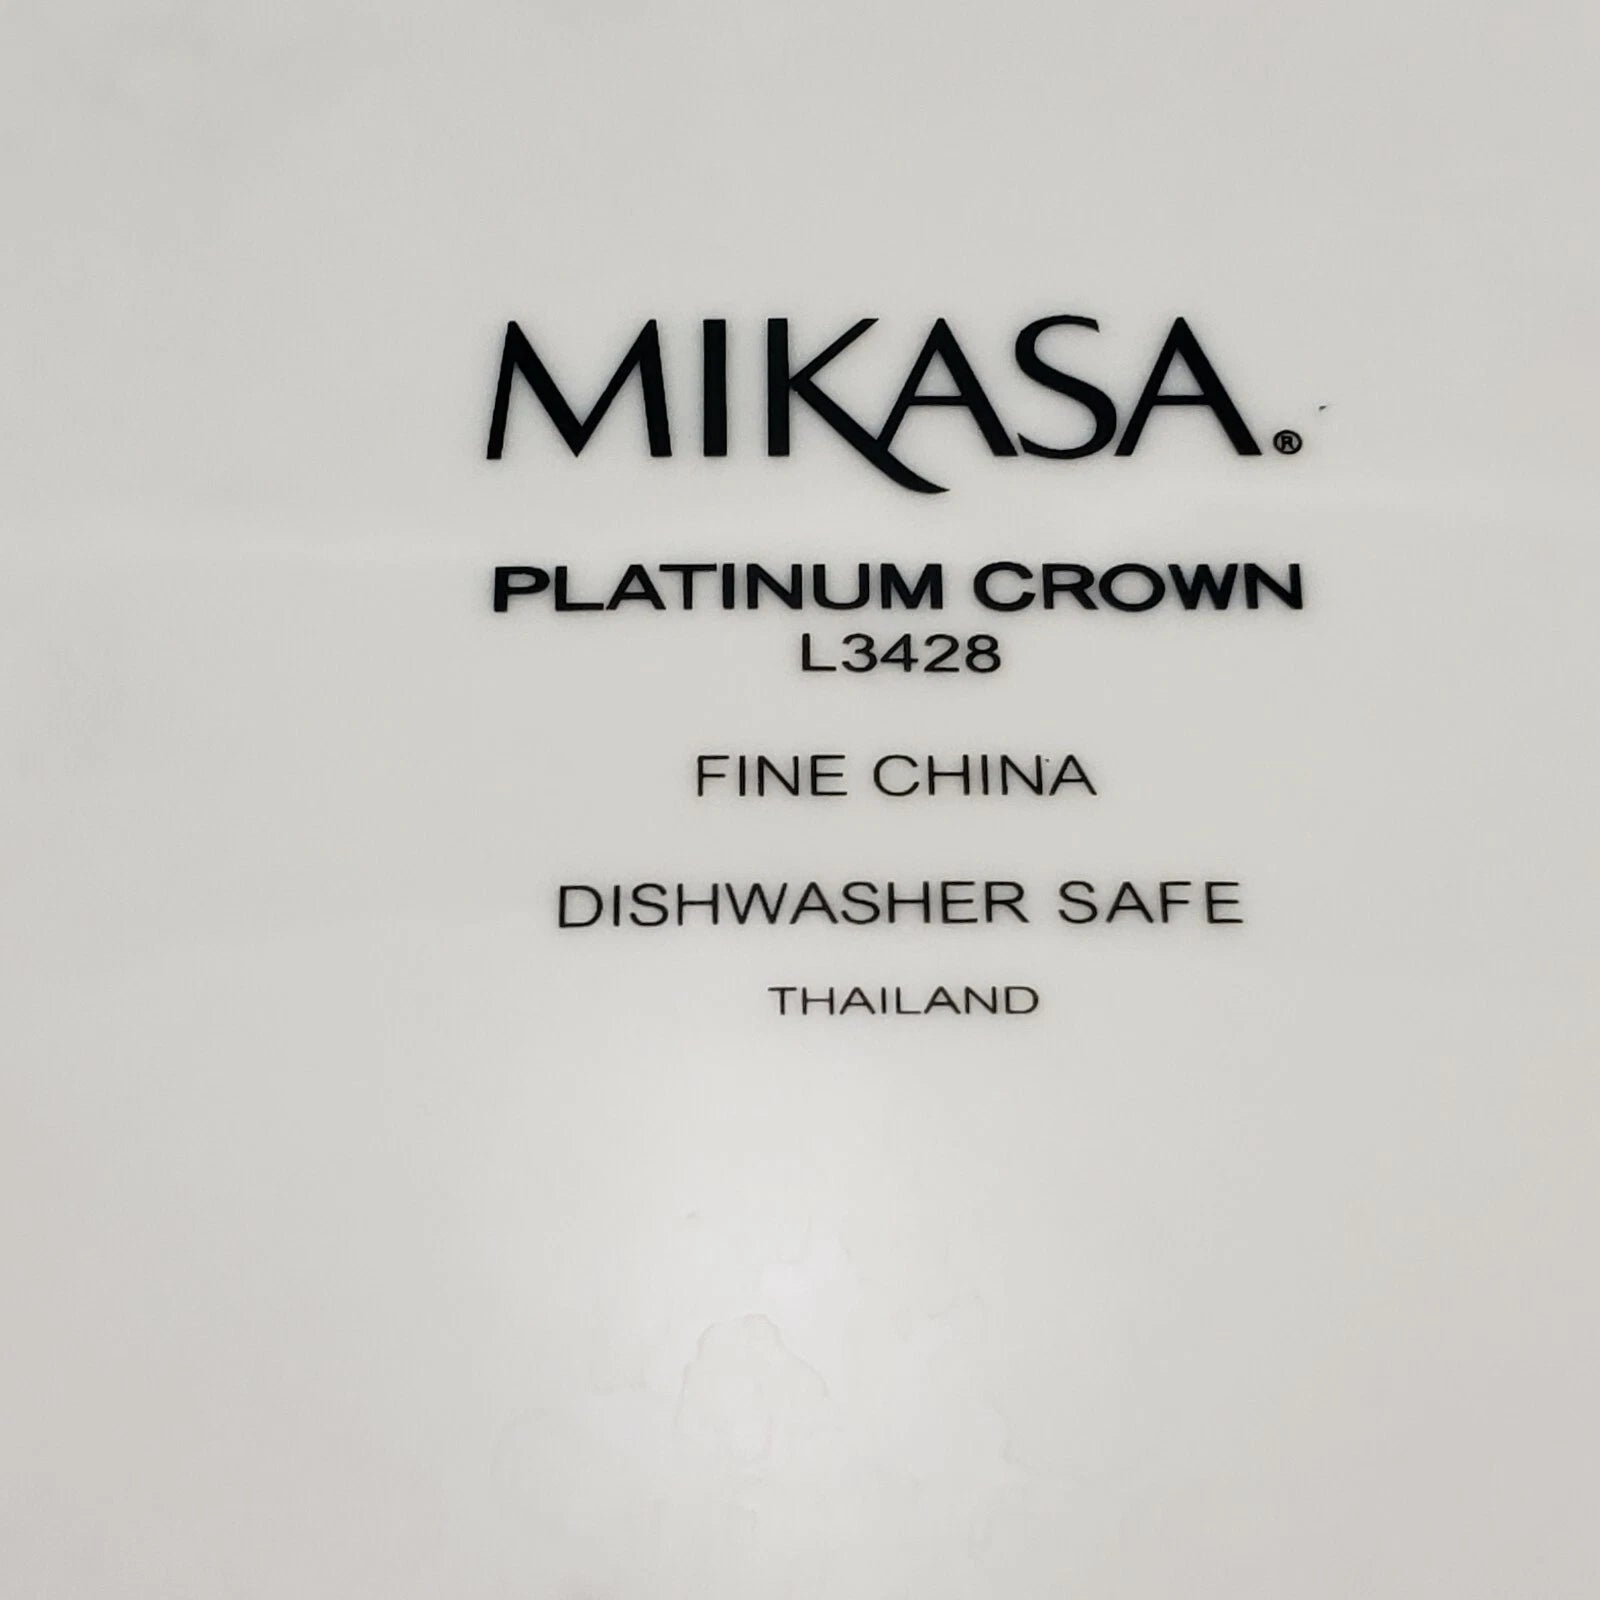 MIKASA®
PLATINUM CROWN
L3428
FINE CHINA
DISHWASHER SAFE
THAILAND